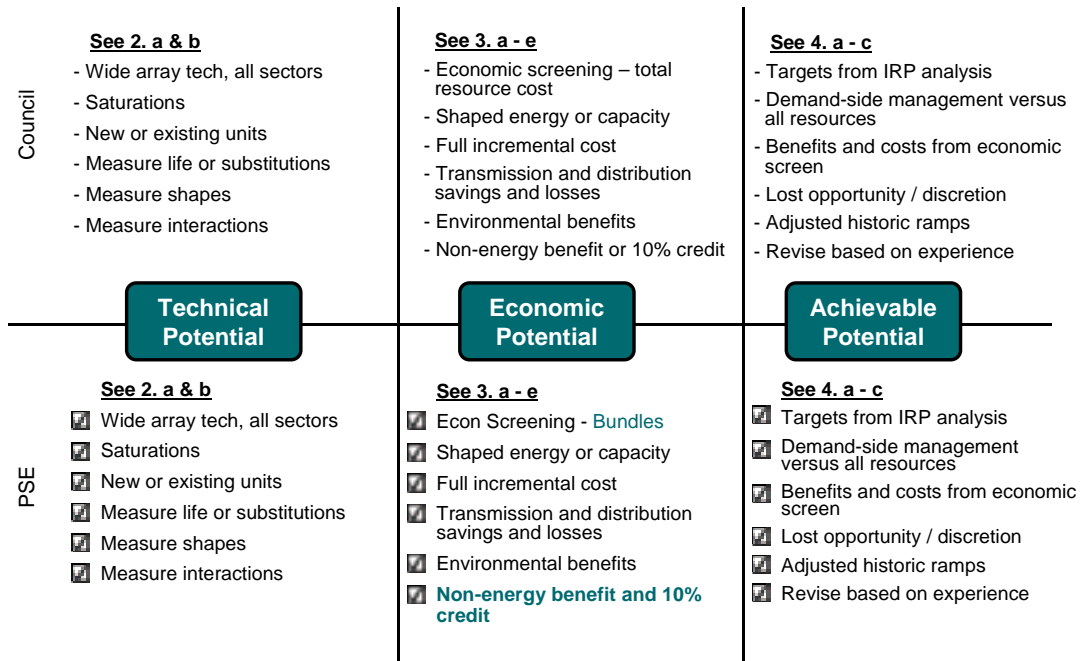 Council
See 2. a & b
- Wide array tech, all sectors
- Saturations
- New or existing units
- Measure life or substitutions
- Measure shapes
- Measure interactions
See 3. a - e
- Economic screening – total
resource cost
- Shaped energy or capacity
- Full incremental cost
- Transmission and distribution
savings and losses
- Environmental benefits
- Non-energy benefit or 10% credit
See 4. a - c
- Targets from IRP analysis
- Demand-side management versus
all resources
- Benefits and costs from economic
screen
- Lost opportunity / discretion
- Adjusted historic ramps
- Revise based on experience
Technical
Potential
Economic
Potential
Achievable
Potential
PSE
See 2. a & b
Wide array tech, all sectors
Saturations
New or existing units
Measure life or substitutions
Measure shapes
Measure interactions
See 3. a - e
Econ Screening - Bundles
Shaped energy or capacity
Full incremental cost
Transmission and distribution
savings and losses
Environmental benefits
Non-energy benefit and 10%
credit
See 4. a - c
Targets from IRP analysis
Demand-side management
versus all resources
Benefits and costs from economic
screen
Lost opportunity / discretion
Adjusted historic ramps
Revise based on experience